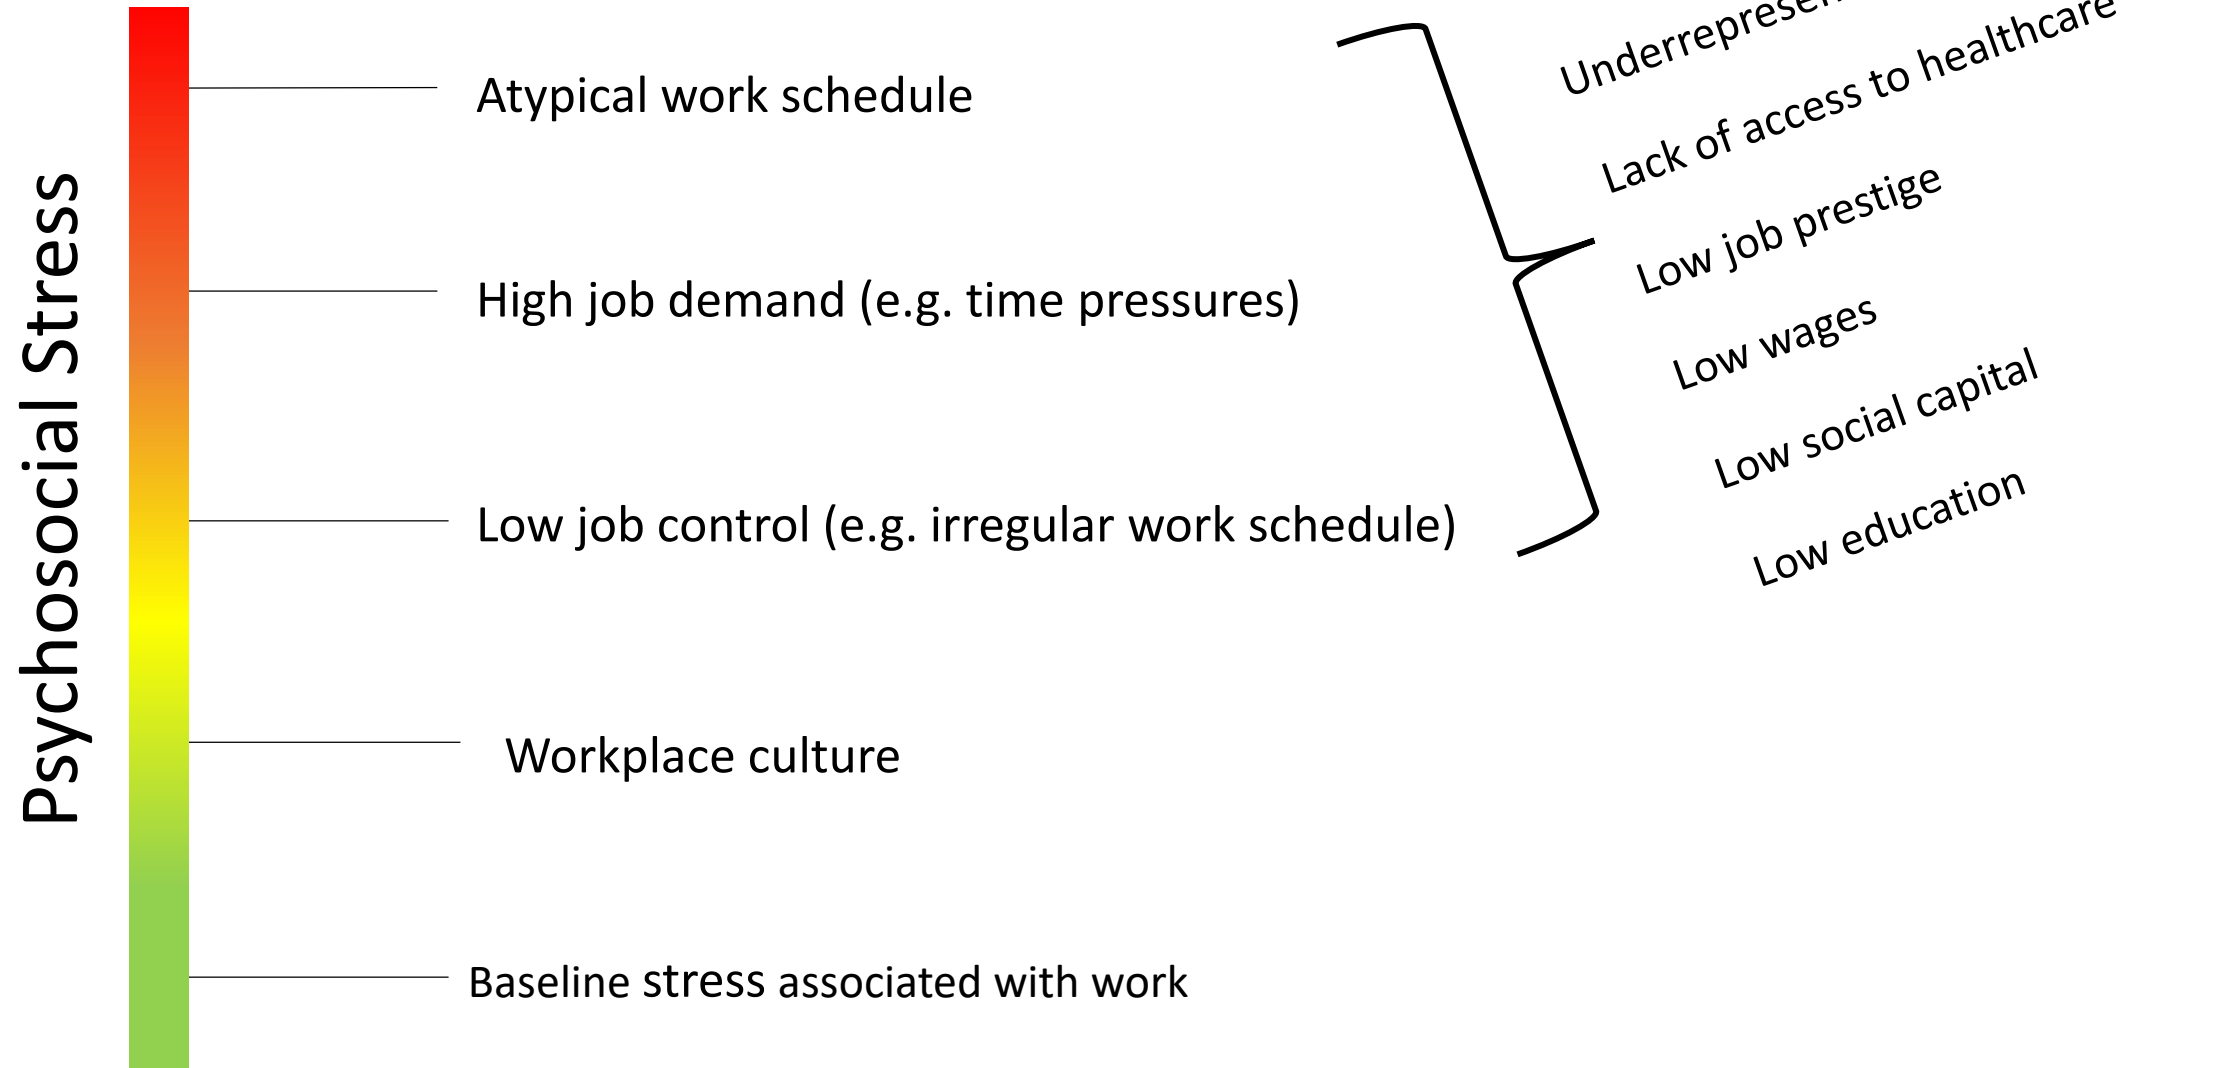 Psychosocial Stress
Atypical work schedule
High job demand (e.g. time pressures)
Low job control (e.g. irregular work schedule)
Workplace culture
Baseline stress associated with work
Lack of access to healthcare
Low job prestige
Low wages
Low social capital
Low education